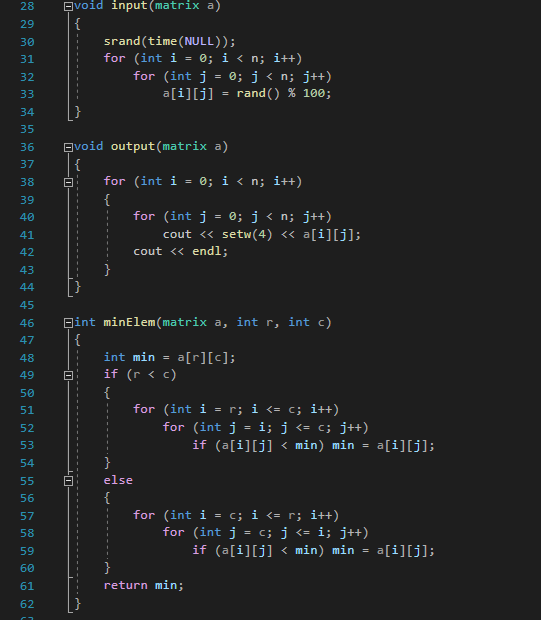 28 void input(matrix a)
29 {
30     srand(time(NULL));
31     for (int i = 0; i < n; i++)
32         for (int j = 0; j < n; j++)
33             a[i][j] = rand() % 100;
34 }
35
36 void output(matrix a)
37 {
38     for (int i = 0; i < n; i++)
39     {
40         for (int j = 0; j < n; j++)
41             cout << setw(4) << a[i][j];
42         cout << endl;
43     }
44 }
45
46 int minElem(matrix a, int r, int c)
47 {
48     int min = a[r][c];
49     if (r < c)
50     {
51         for (int i = r; i <= c; i++)
52             for (int j = i; j <= c; j++)
53                 if (a[i][j] < min) min = a[i][j];
54     }
55     else
56     {
57         for (int i = c; i <= r; i++)
58             for (int j = c; j <= i; j++)
59                 if (a[i][j] < min) min = a[i][j];
60     }
61     return min;
62 }